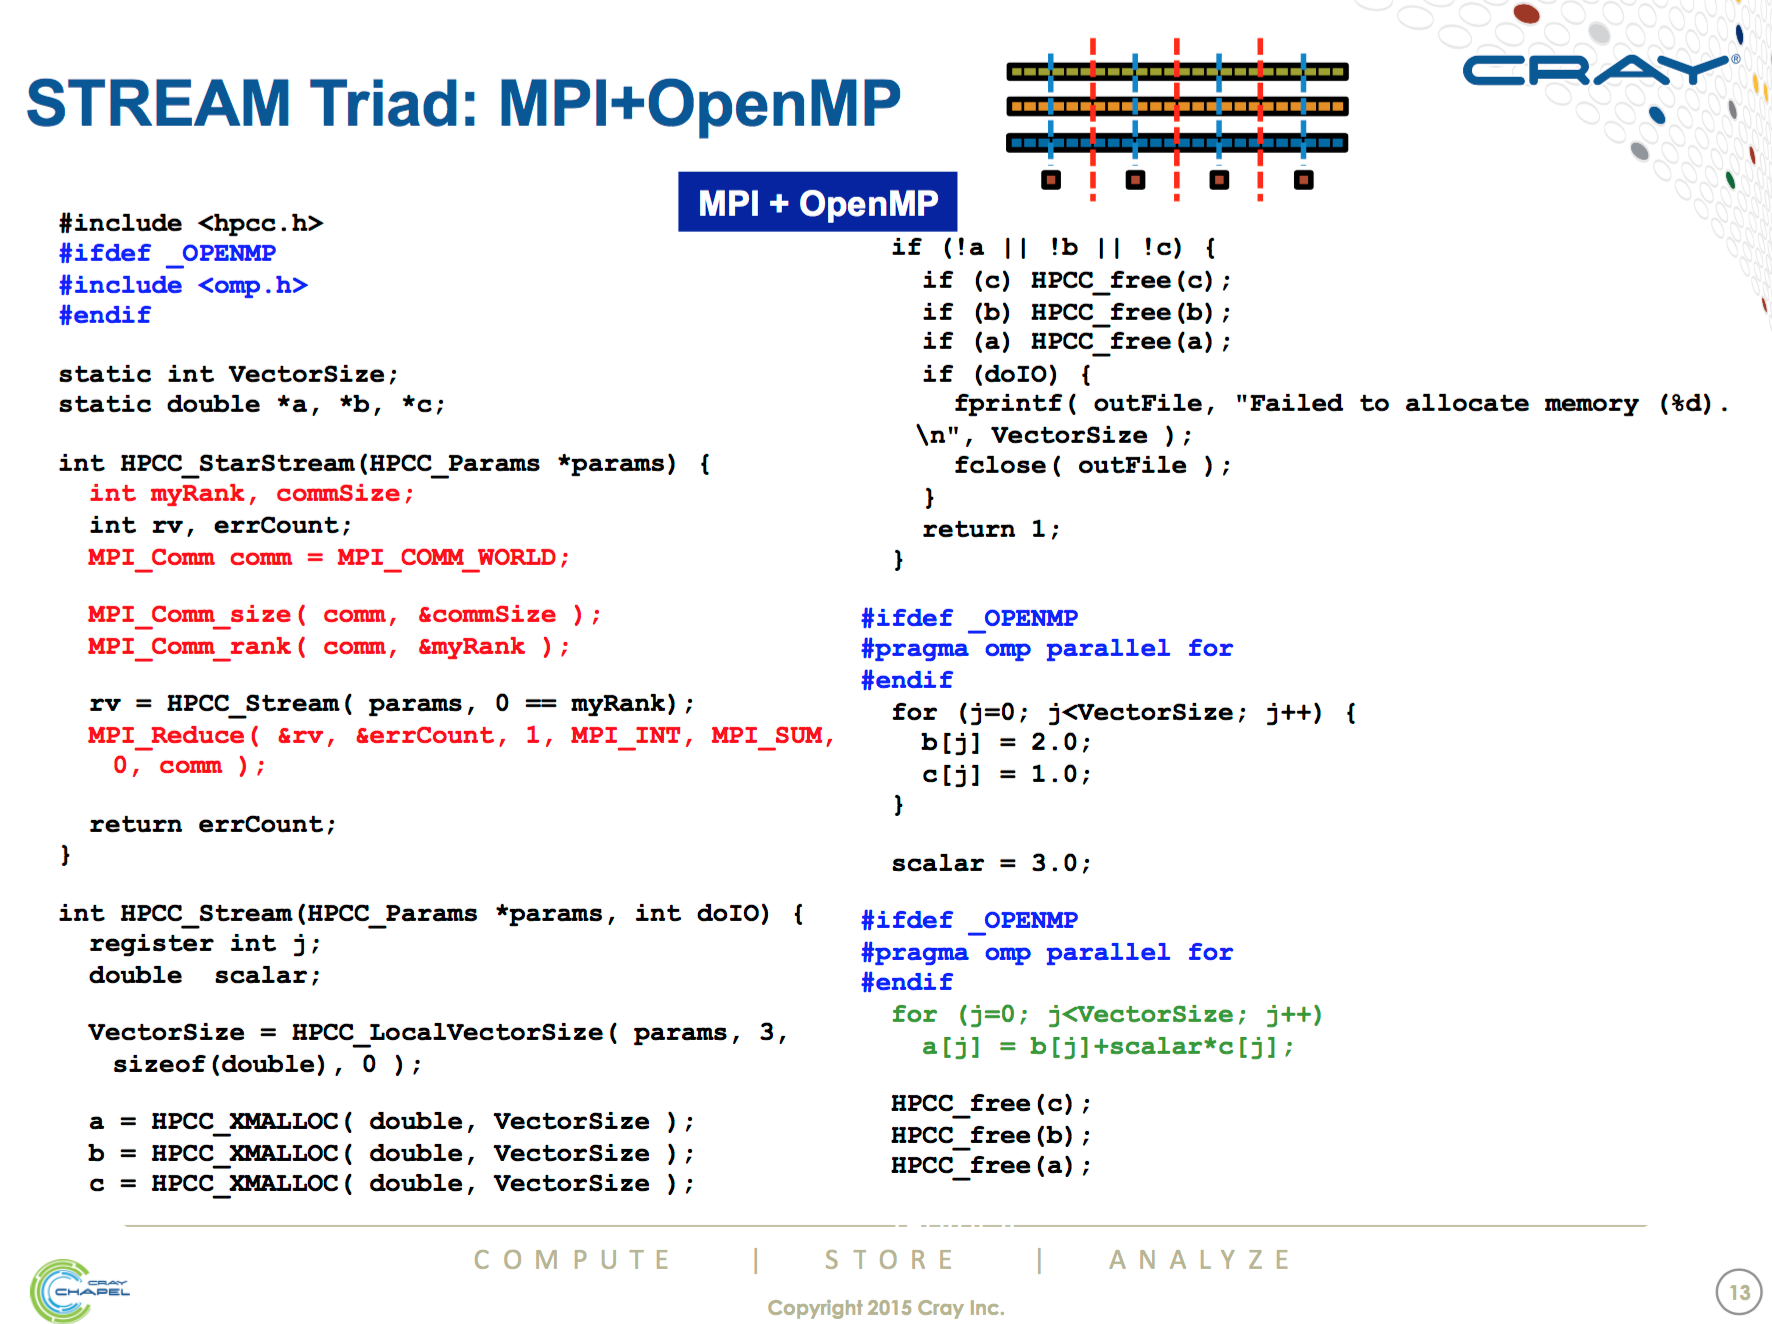 CRAY®
STREAM Triad: MPI+OpenMP
MPI + OpenMP
#include <hpcc.h>
#ifdef _OPENMP
#include <omp.h>
#endif
static int VectorSize;
static double *a, *b, *c;
int HPCC_StarStream(HPCC_Params *params) {
int myRank, commSize;
int rv, errCount;
MPI_Comm comm = MPI_COMM_WORLD;
MPI_Comm_size( comm, &commSize );
MPI_Comm_rank( comm, &myRank );
rv = HPCC_Stream( params, 0 == myRank);
MPI_Reduce( &rv, &errCount, 1, MPI_INT, MPI_SUM,
0, comm );
return errCount;
}
int HPCC_Stream(HPCC_Params *params, int doIO) {
register int j;
double  scalar;
VectorSize = HPCC_LocalVectorSize( params, 3,
sizeof(double), 0 );
a = HPCC_XMALLOC( double, VectorSize );
b = HPCC_XMALLOC( double, VectorSize );
c = HPCC_XMALLOC( double, VectorSize );
if (!a || !b || !c) {
if (c) HPCC_free(c);
if (b) HPCC_free(b);
if (a) HPCC_free(a);
if (doIO) {
fprintf( outFile, "Failed to allocate memory (%d).
\n", VectorSize );
fclose( outFile );
}
return 1;
}
#ifdef _OPENMP
#pragma omp parallel for
#endif
for (j=0; j<VectorSize; j++) {
b[j] = 2.0;
c[j] = 1.0;
}
scalar = 3.0;
#ifdef _OPENMP
#pragma omp parallel for
#endif
for (j=0; j<VectorSize; j++)
a[j] = b[j]+scalar*c[j];
HPCC_free(c);
HPCC_free(b);
HPCC_free(a);
COMPUTE | STORE | ANALYZE
CRAY
CHAPEL
Copyright 2015 Cray Inc.
13